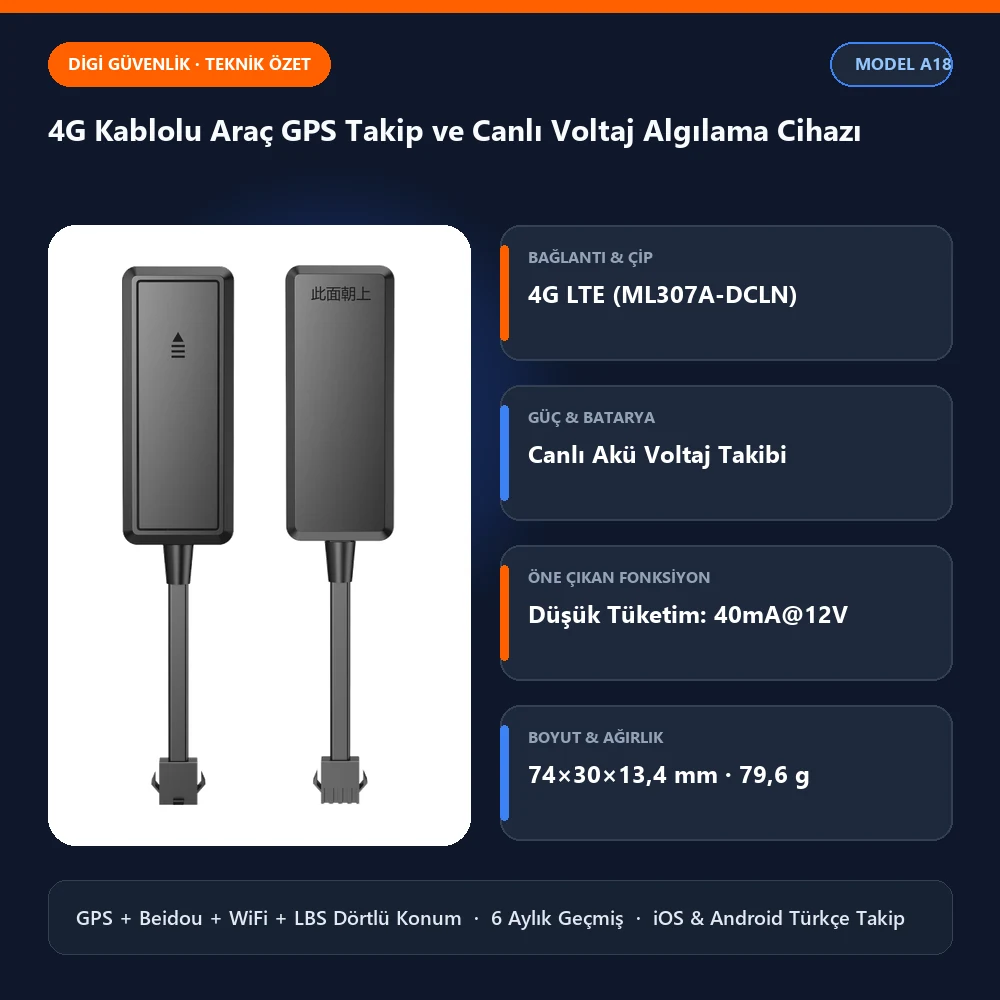 DİGİ GÜVENLİK · TEKNİK ÖZET
MODEL A18
4G Kablolu Araç GPS Takip ve Canlı Voltaj Algılama Cihazı
此面朝上
BAĞLANTI & ÇİP
4G LTE (ML307A-DCLN)
GÜÇ & BATARYA
Canlı Akü Voltaj Takibi
ÖNE ÇIKAN FONKSİYON
Düşük Tüketim: 40mA@12V
BOYUT & AĞIRLIK
74×30×13,4 mm · 79,6 g
GPS + Beidou + WiFi + LBS Dörtlü Konum · 6 Aylık Geçmiş · iOS & Android Türkçe Takip